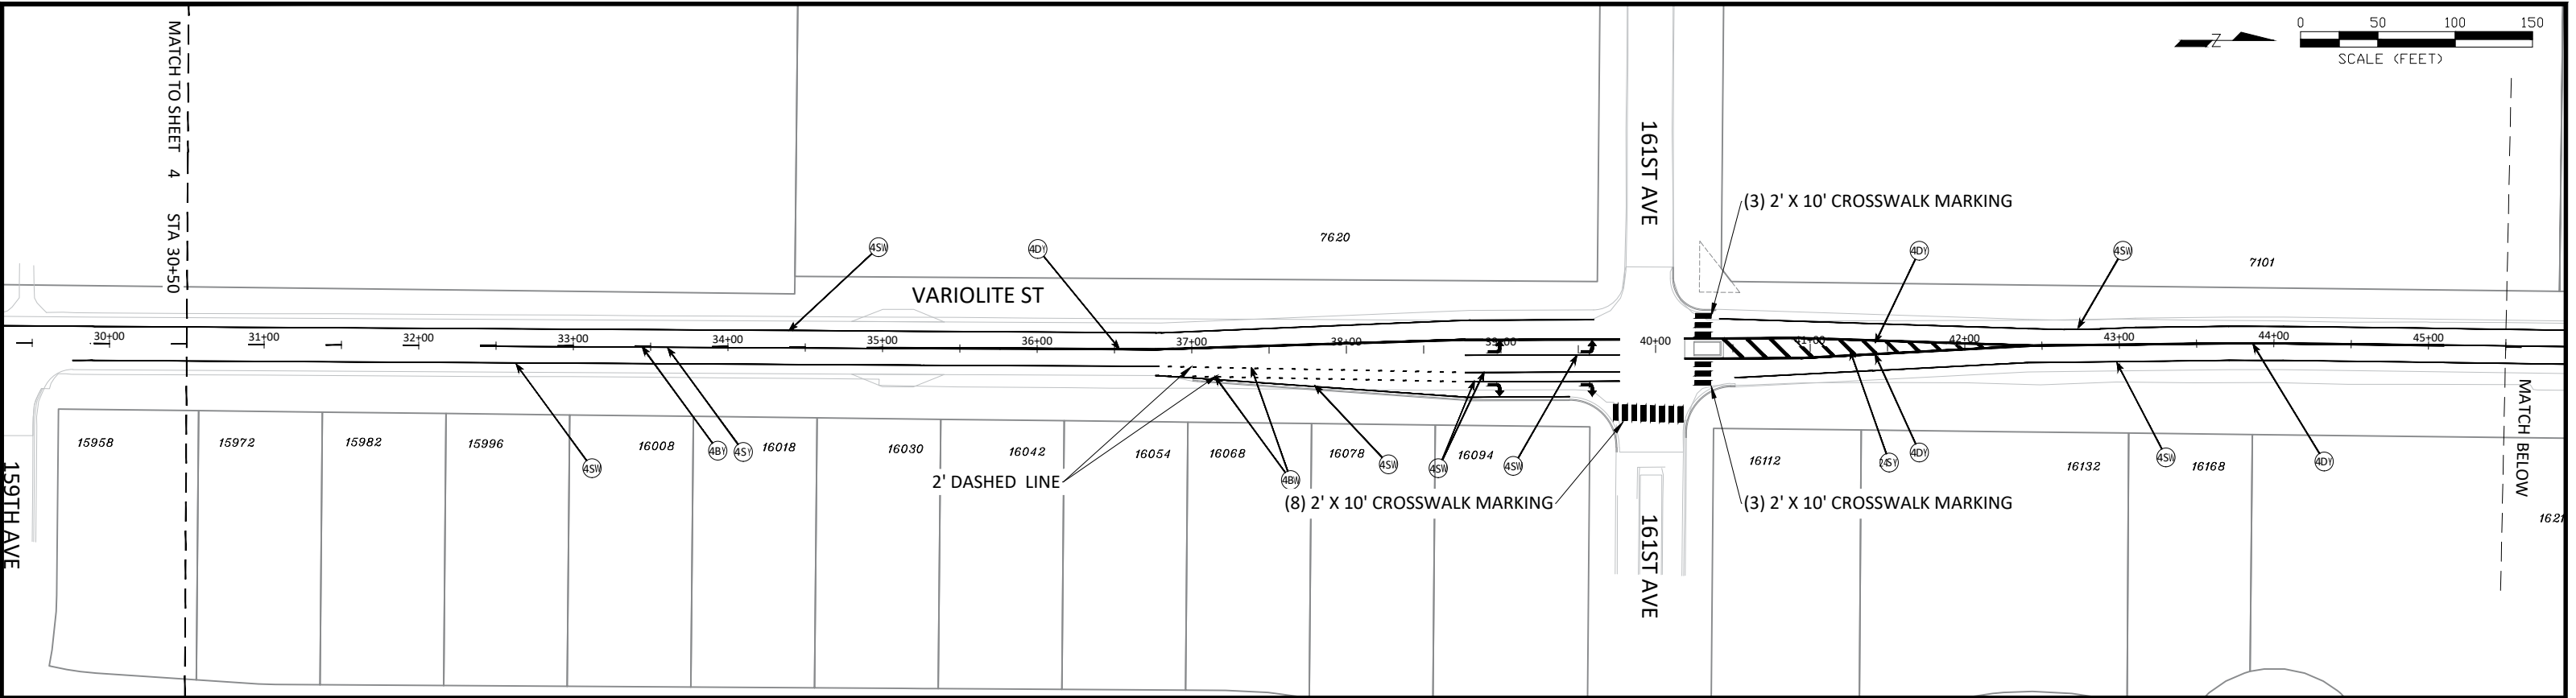 MATCH TO SHEET 4 STA 30+50
0 50 100 150
SCALE (FEET)
Z
161ST AVE
(3) 2' X 10' CROSSWALK MARKING
7620
4SW
4DY
4DY
4SW
7101
VARIOLITE ST
30+00 31+00 32+00 33+00 34+00 35+00 36+00 37+00 38+00 39+00 40+00 41+00 42+00 43+00 44+00 45+00
MATCH BELOW
15958 15972 15982 15996 16008 16018 16030 16042 16054 16068 16078 16094 16112 16132 16168
4SW
4BY
4SY
4BW
4SW
4SW
4SW
24SY
4DY
4SW
4DY
159TH AVE
2' DASHED LINE
(8) 2' X 10' CROSSWALK MARKING
(3) 2' X 10' CROSSWALK MARKING
161ST AVE